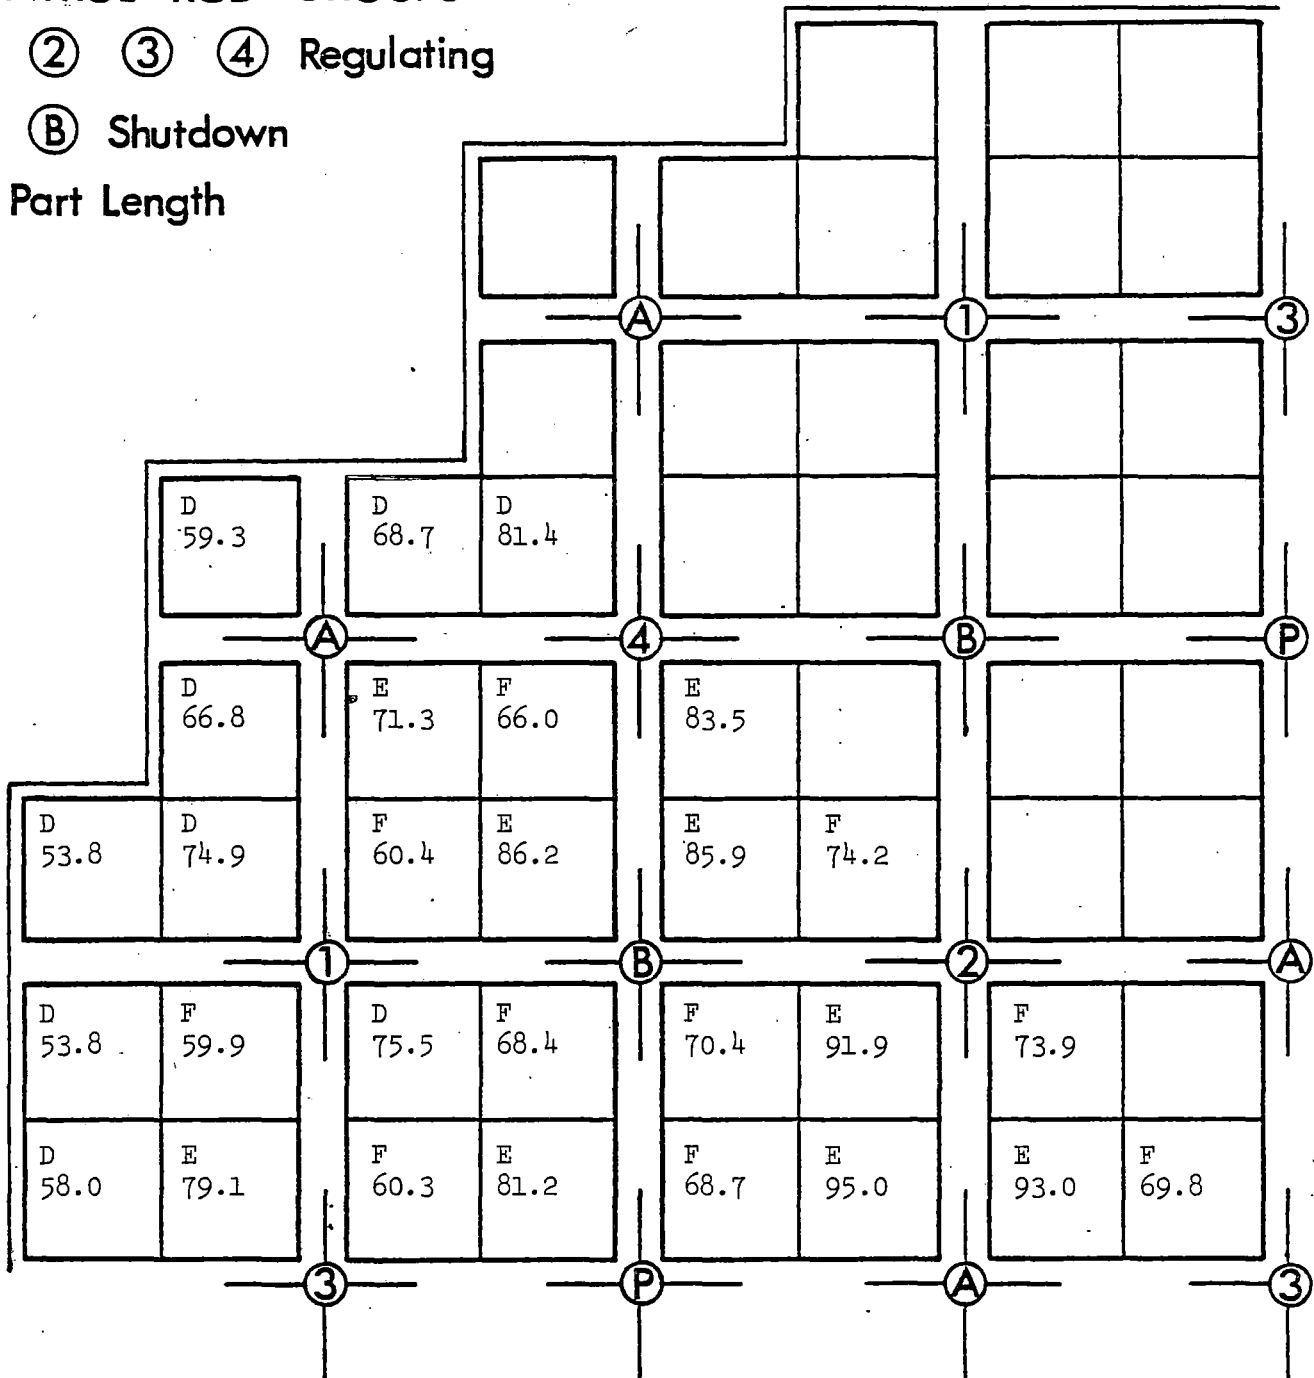 ② ③ ④ Regulating
Ⓑ Shutdown
Part Length
A 1 3
D D D
59.3 68.7 81.4
A 4 B P
D E F E
66.8 71.3 66.0 83.5
D D F E E F
53.8 74.9 60.4 86.2 85.9 74.2
1 B 2 A
D F D F F E F
53.8 59.9 75.5 68.4 70.4 91.9 73.9
D E F E F E E F
58.0 79.1 60.3 81.2 68.7 95.0 93.0 69.8
3 P A 3